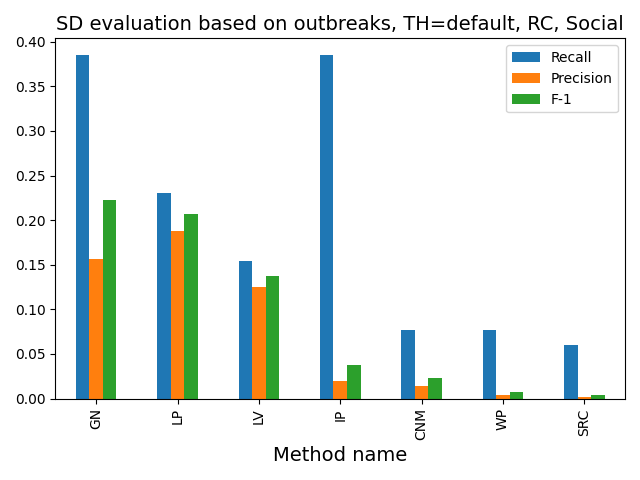 SD evaluation based on outbreaks, TH=default, RC, Social
0.40
0.35
0.30
0.25
0.20
0.15
0.10
0.05
0.00
Recall
Precision
F-1
GN
LP
LV
IP
CNM
WP
SRC
Method name